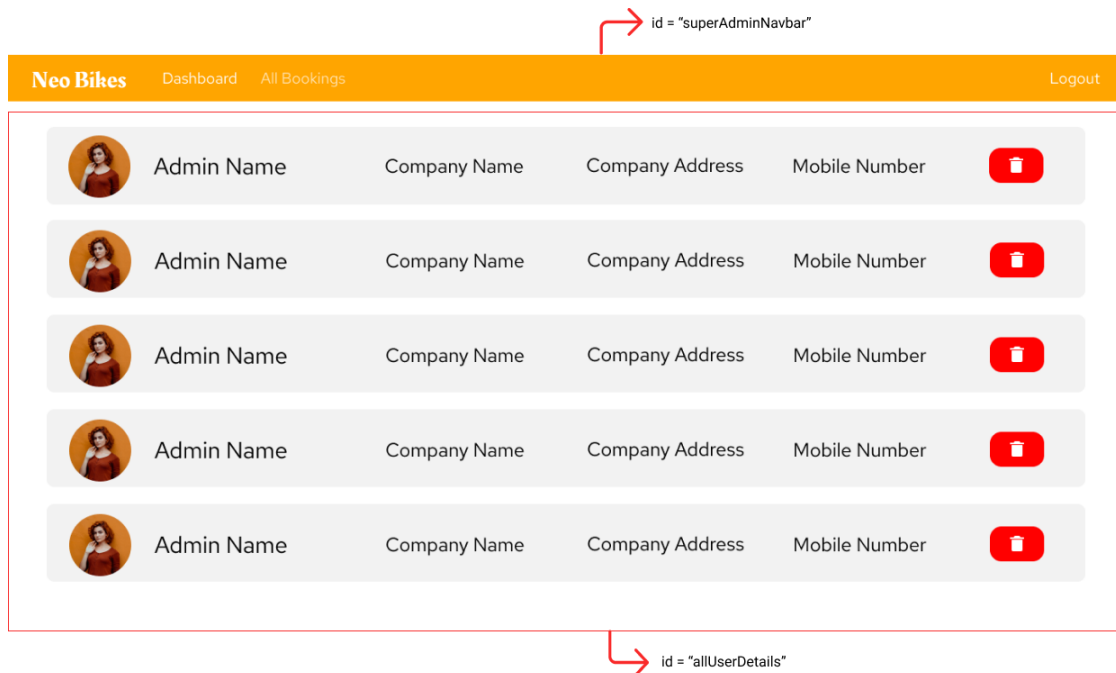 id = “superAdminNavbar”
Neo Bikes Dashboard All Bookings Logout
Admin Name Company Name Company Address Mobile Number
Admin Name Company Name Company Address Mobile Number
Admin Name Company Name Company Address Mobile Number
Admin Name Company Name Company Address Mobile Number
Admin Name Company Name Company Address Mobile Number
id = “allUserDetails”